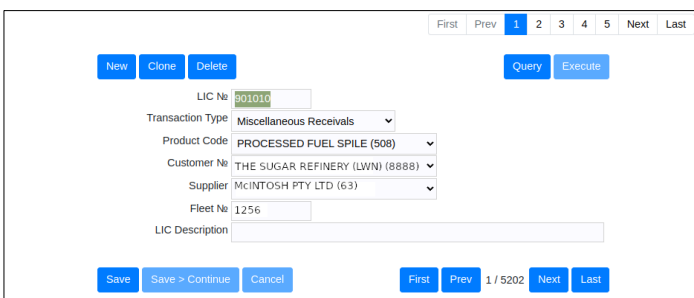 First Prev 1 2 3 4 5 Next Last
New Clone Delete Query Execute
LIC № 901010
Transaction Type Miscellaneous Receivals
Product Code PROCESSED FUEL SPILE (508)
Customer № THE SUGAR REFINERY (LWN) (8888)
Supplier McINTOSH PTY LTD (63)
Fleet № 1256
LIC Description
Save Save > Continue Cancel First Prev 1 / 5202 Next Last